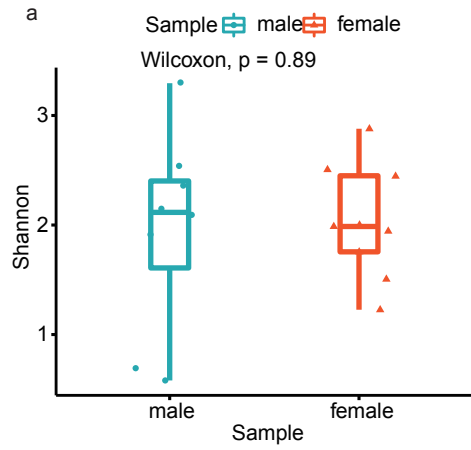 a
Sample male female
Wilcoxon, p = 0.89
Shannon
3
2
1
male female
Sample